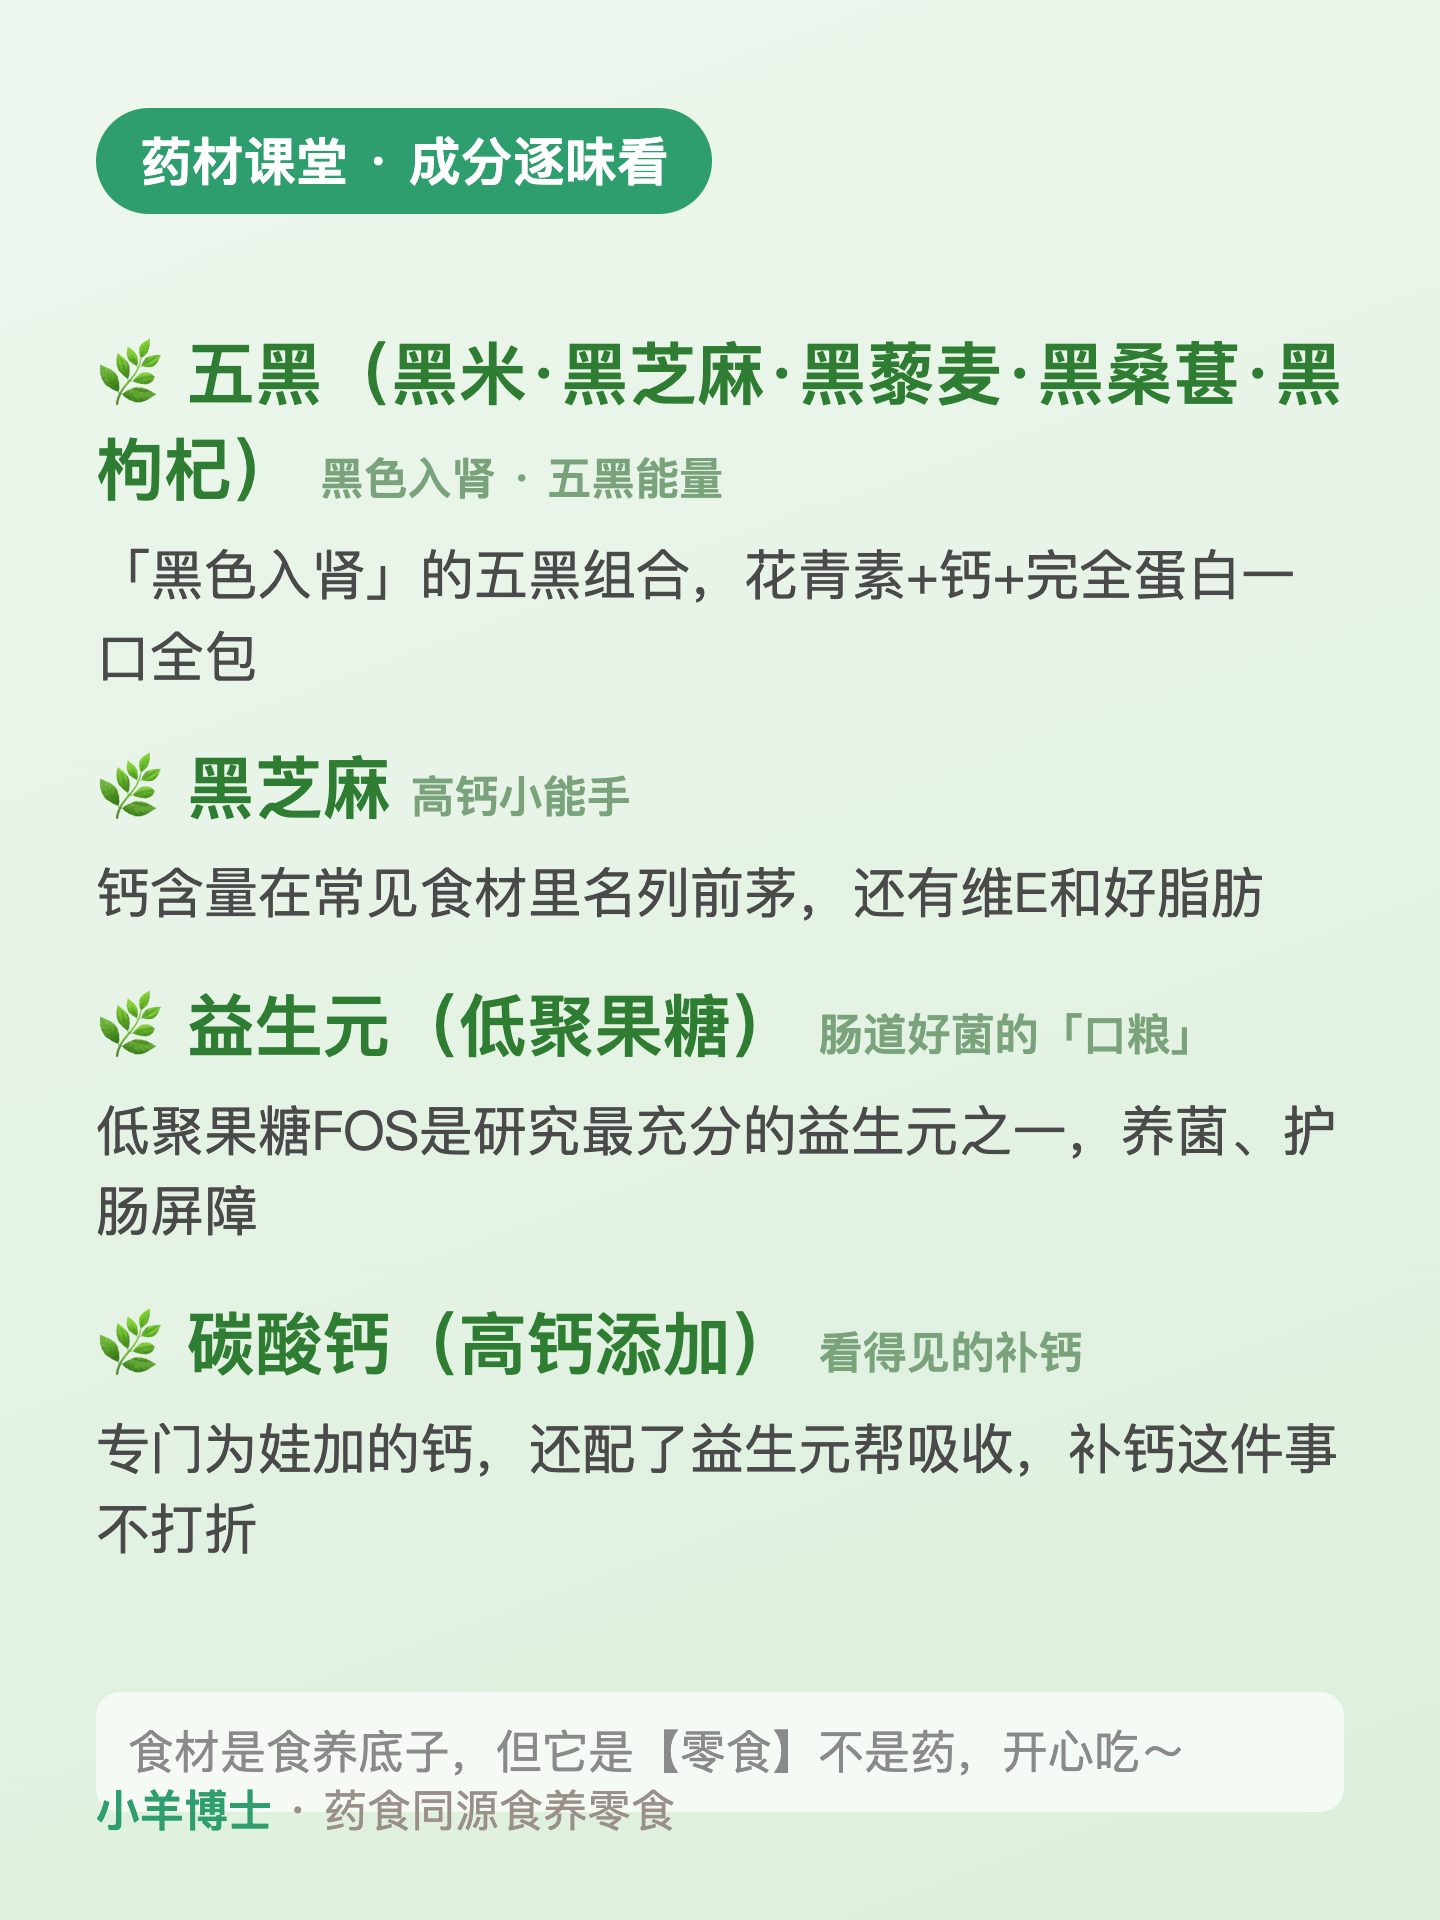 药材课堂 · 成分逐味看
🌿 五黑（黑米·黑芝麻·黑藜麦·黑桑葚·黑
枸杞） 黑色入肾 · 五黑能量
「黑色入肾」的五黑组合，花青素+钙+完全蛋白一
口全包
🌿 黑芝麻 高钙小能手
钙含量在常见食材里名列前茅，还有维E和好脂肪
🌿 益生元（低聚果糖） 肠道好菌的「口粮」
低聚果糖FOS是研究最充分的益生元之一，养菌、护
肠屏障
🌿 碳酸钙（高钙添加） 看得见的补钙
专门为娃加的钙，还配了益生元帮吸收，补钙这件事
不打折
食材是食养底子，但它是【零食】不是药，开心吃～
小羊博士 · 药食同源食养零食